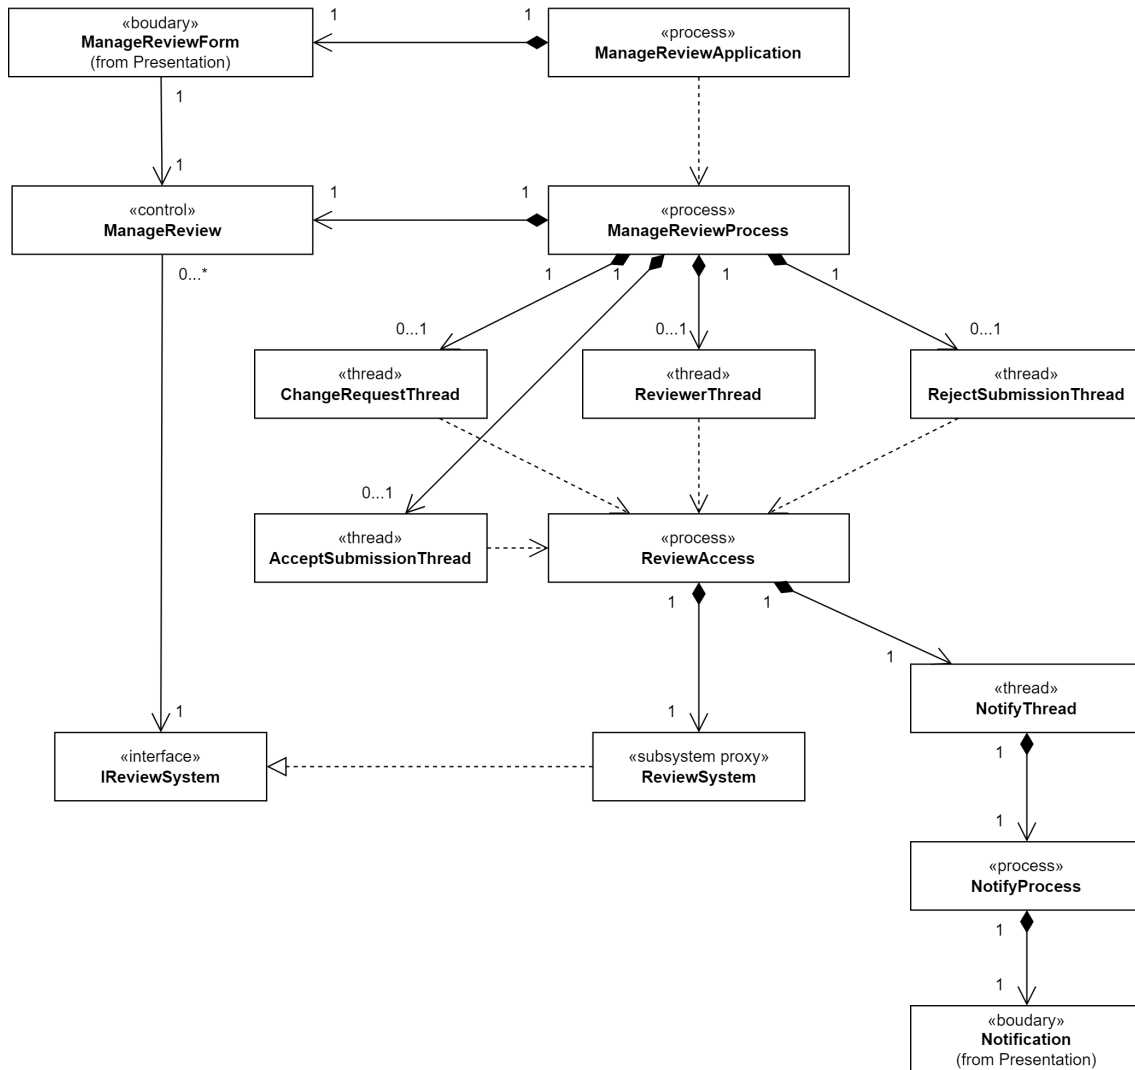 «boudary»
ManageReviewForm
(from Presentation)
1
1
«process»
ManageReviewApplication
1
1
«control»
ManageReview
1
1
«process»
ManageReviewProcess
0...*
1
1
1
1
0...1
0...1
0...1
«thread»
ChangeRequestThread
«thread»
ReviewerThread
«thread»
RejectSubmissionThread
0...1
«thread»
AcceptSubmissionThread
«process»
ReviewAccess
1
1
1
«thread»
NotifyThread
1
1
«interface»
IReviewSystem
«subsystem proxy»
ReviewSystem
1
1
«process»
NotifyProcess
1
1
«boudary»
Notification
(from Presentation)